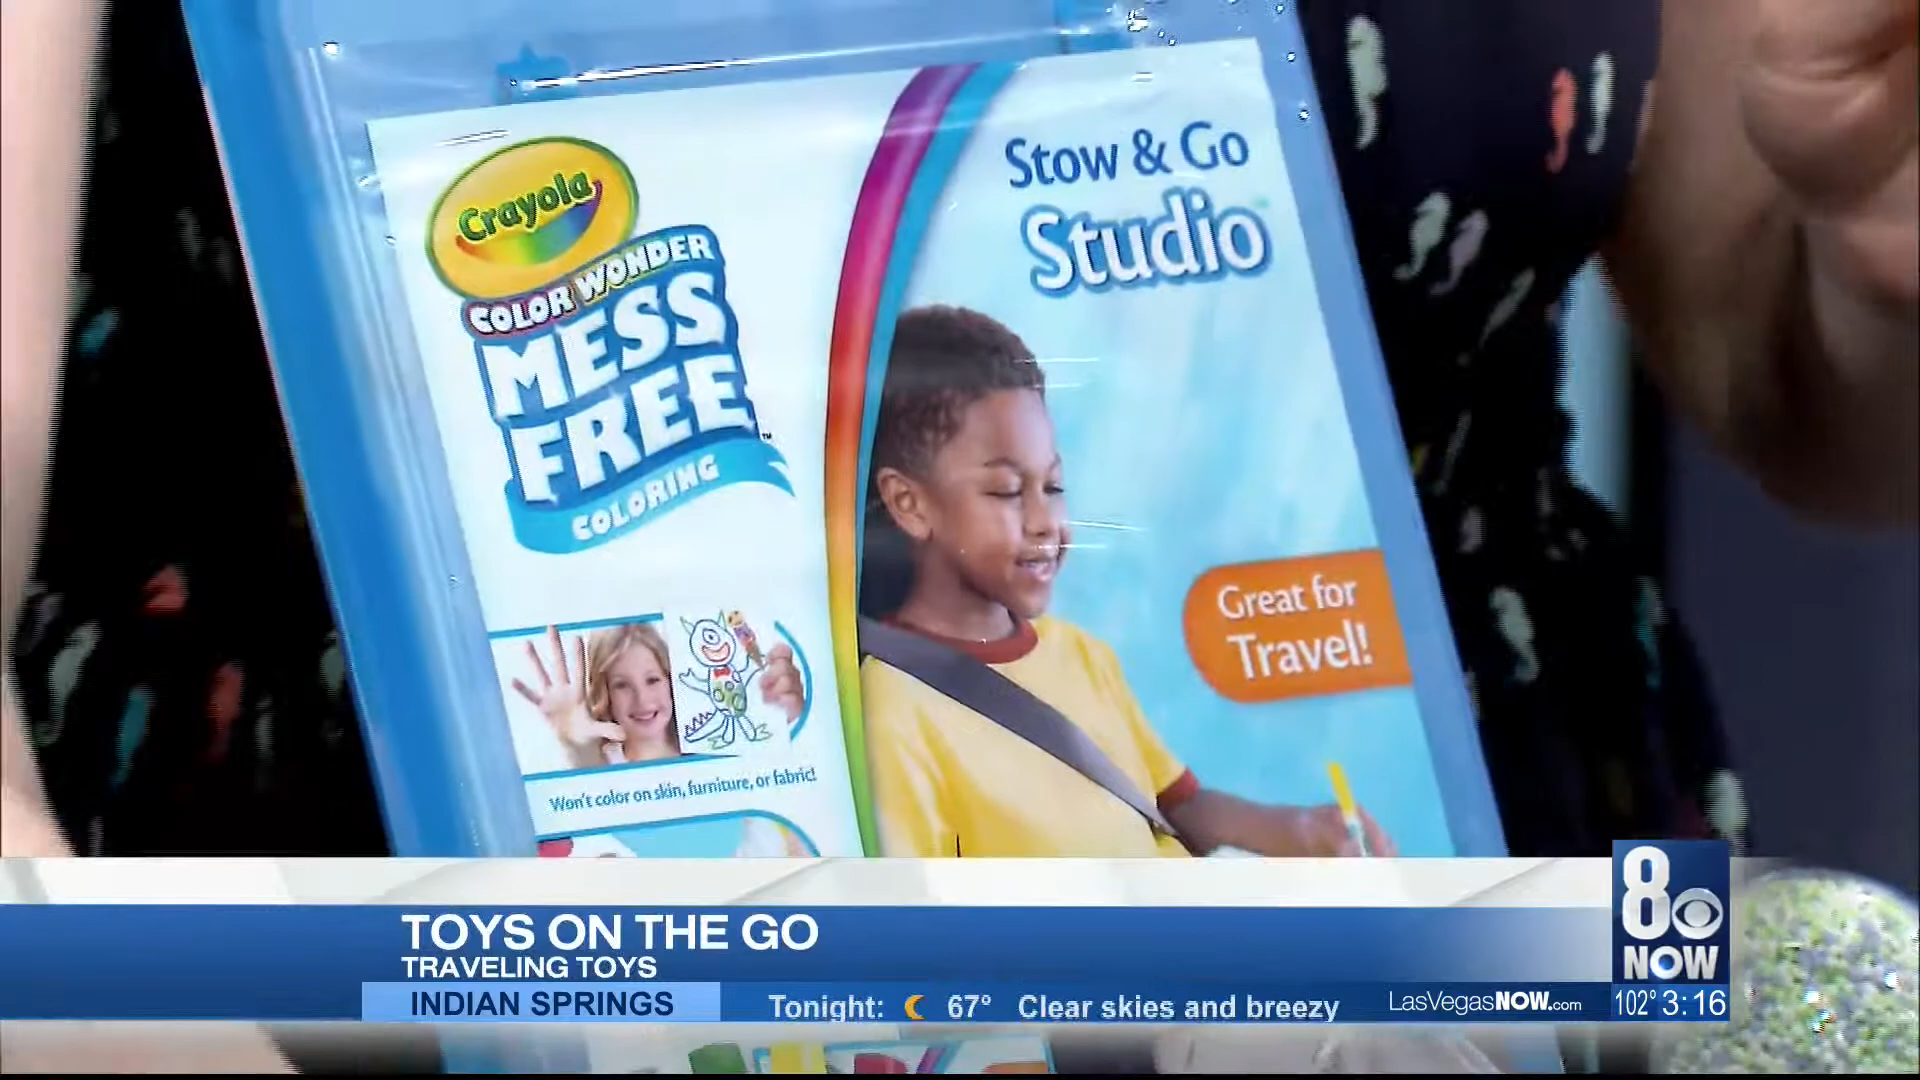 Crayola
COLOR WONDER
MESS
FREE™
COLORING
Stow & Go
Studio™
Great for
Travel!
Won't color on skin, furniture, or fabric!
TOYS ON THE GO
TRAVELING TOYS
INDIAN SPRINGS
Tonight: 67° Clear skies and breezy
LasVegasNOW.com
8
NOW
102° 3:16